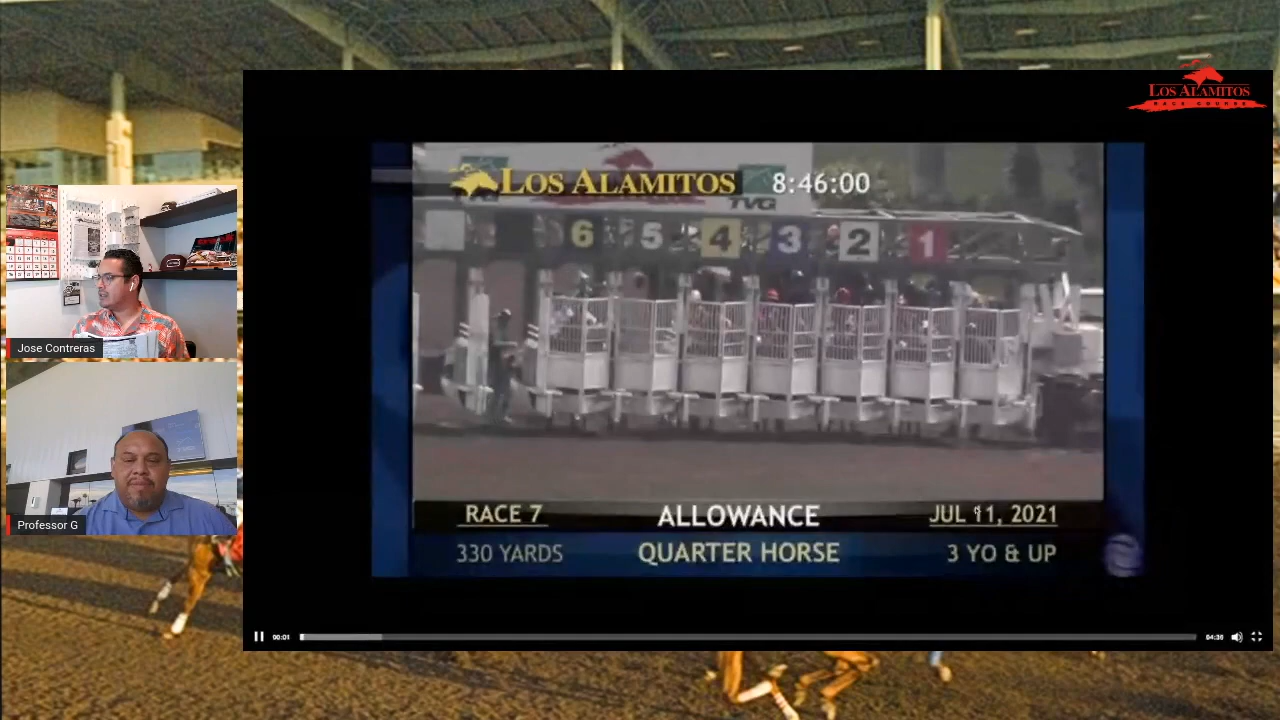 LOS ALAMITOS
RACE COURSE
LOS ALAMITOS
8:46:00
TVG
6 5 4 3 2 1
Jose Contreras
Professor G
RACE 7
ALLOWANCE
JUL 11, 2021
330 YARDS
QUARTER HORSE
3 YO & UP
00:01
04:36